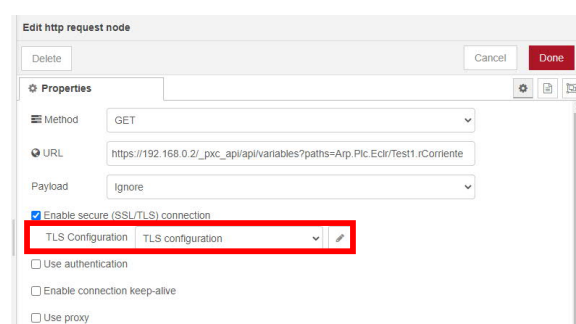 Edit http request node
Delete Cancel Done
Properties
Method GET
URL https://192.168.0.2/_pxc_api/api/variables?paths=Arp.Plc.Eclr/Test1.rCorriente
Payload Ignore
Enable secure (SSL/TLS) connection
TLS Configuration TLS configuration
Use authentication
Enable connection keep-alive
Use proxy